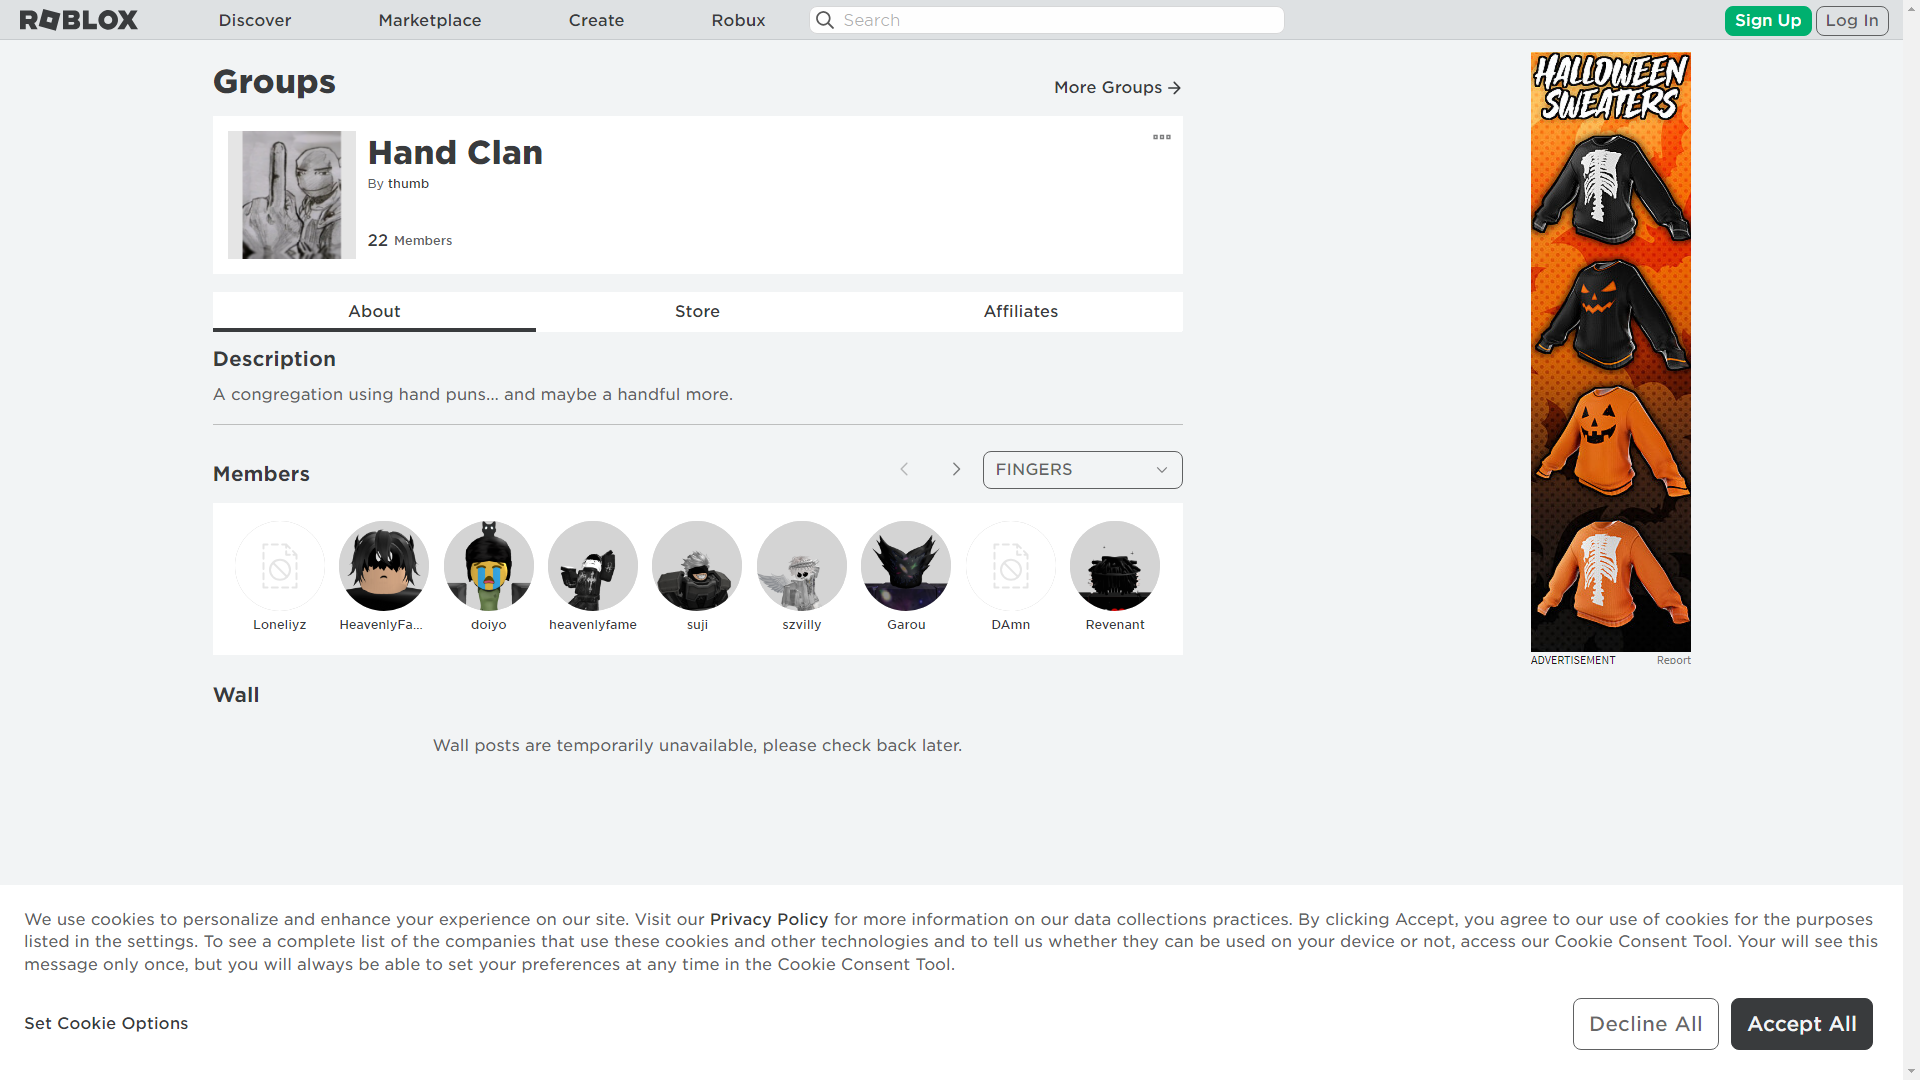 ROBLOX
Discover
Marketplace
Create
Robux
Search
Sign Up
Log In
Groups
More Groups
Hand Clan
By thumb
22 Members
About
Store
Affiliates
Description
A congregation using hand puns... and maybe a handful more.
Members
FINGERS
Loneliyz
HeavenlyFa...
doiyo
heavenlyfame
suji
szvilly
Garou
DAmn
Revenant
Wall
Wall posts are temporarily unavailable, please check back later.
HALLOWEEN
SWEATERS
ADVERTISEMENT
Report
We use cookies to personalize and enhance your experience on our site. Visit our Privacy Policy for more information on our data collections practices. By clicking Accept, you agree to our use of cookies for the purposes
listed in the settings. To see a complete list of the companies that use these cookies and other technologies and to tell us whether they can be used on your device or not, access our Cookie Consent Tool. Your will see this
message only once, but you will always be able to set your preferences at any time in the Cookie Consent Tool.
Set Cookie Options
Decline All
Accept All